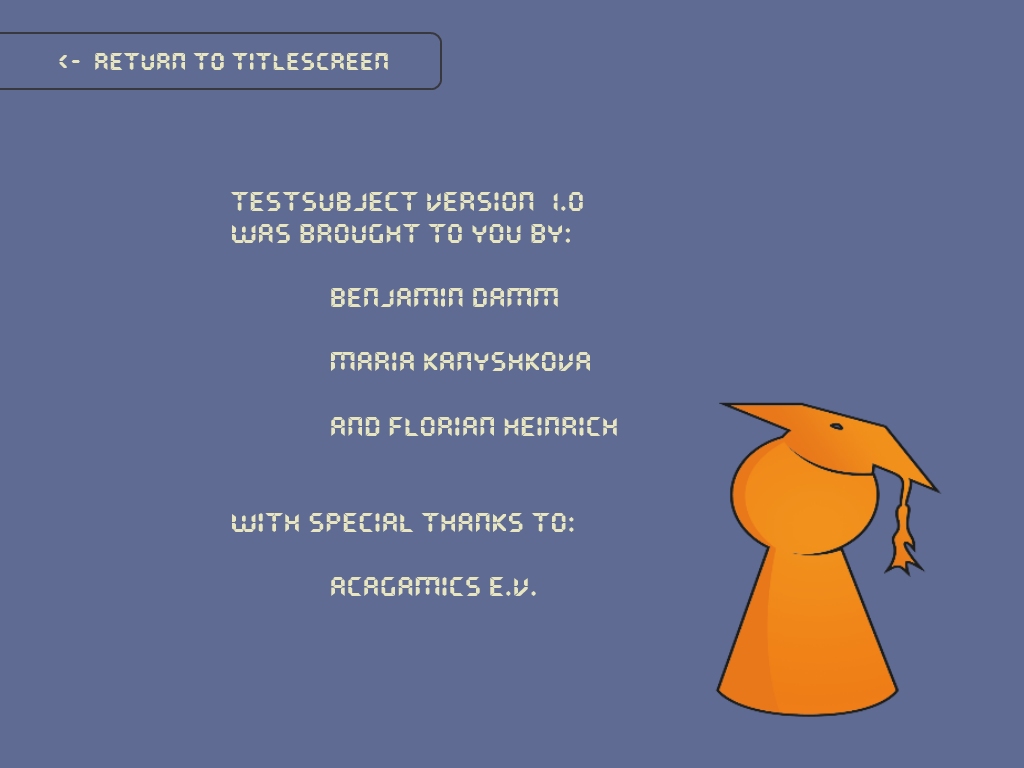 <- RETURN TO TITLESCREEN
TESTSUBJECT VERSION 1.0
WAS BROUGHT TO YOU BY:
BENJAMIN DAMM
MARIA KANYSHKOVA
AND FLORIAN HEINRICH
WITH SPECIAL THANKS TO:
ACAGAMICS E.V.